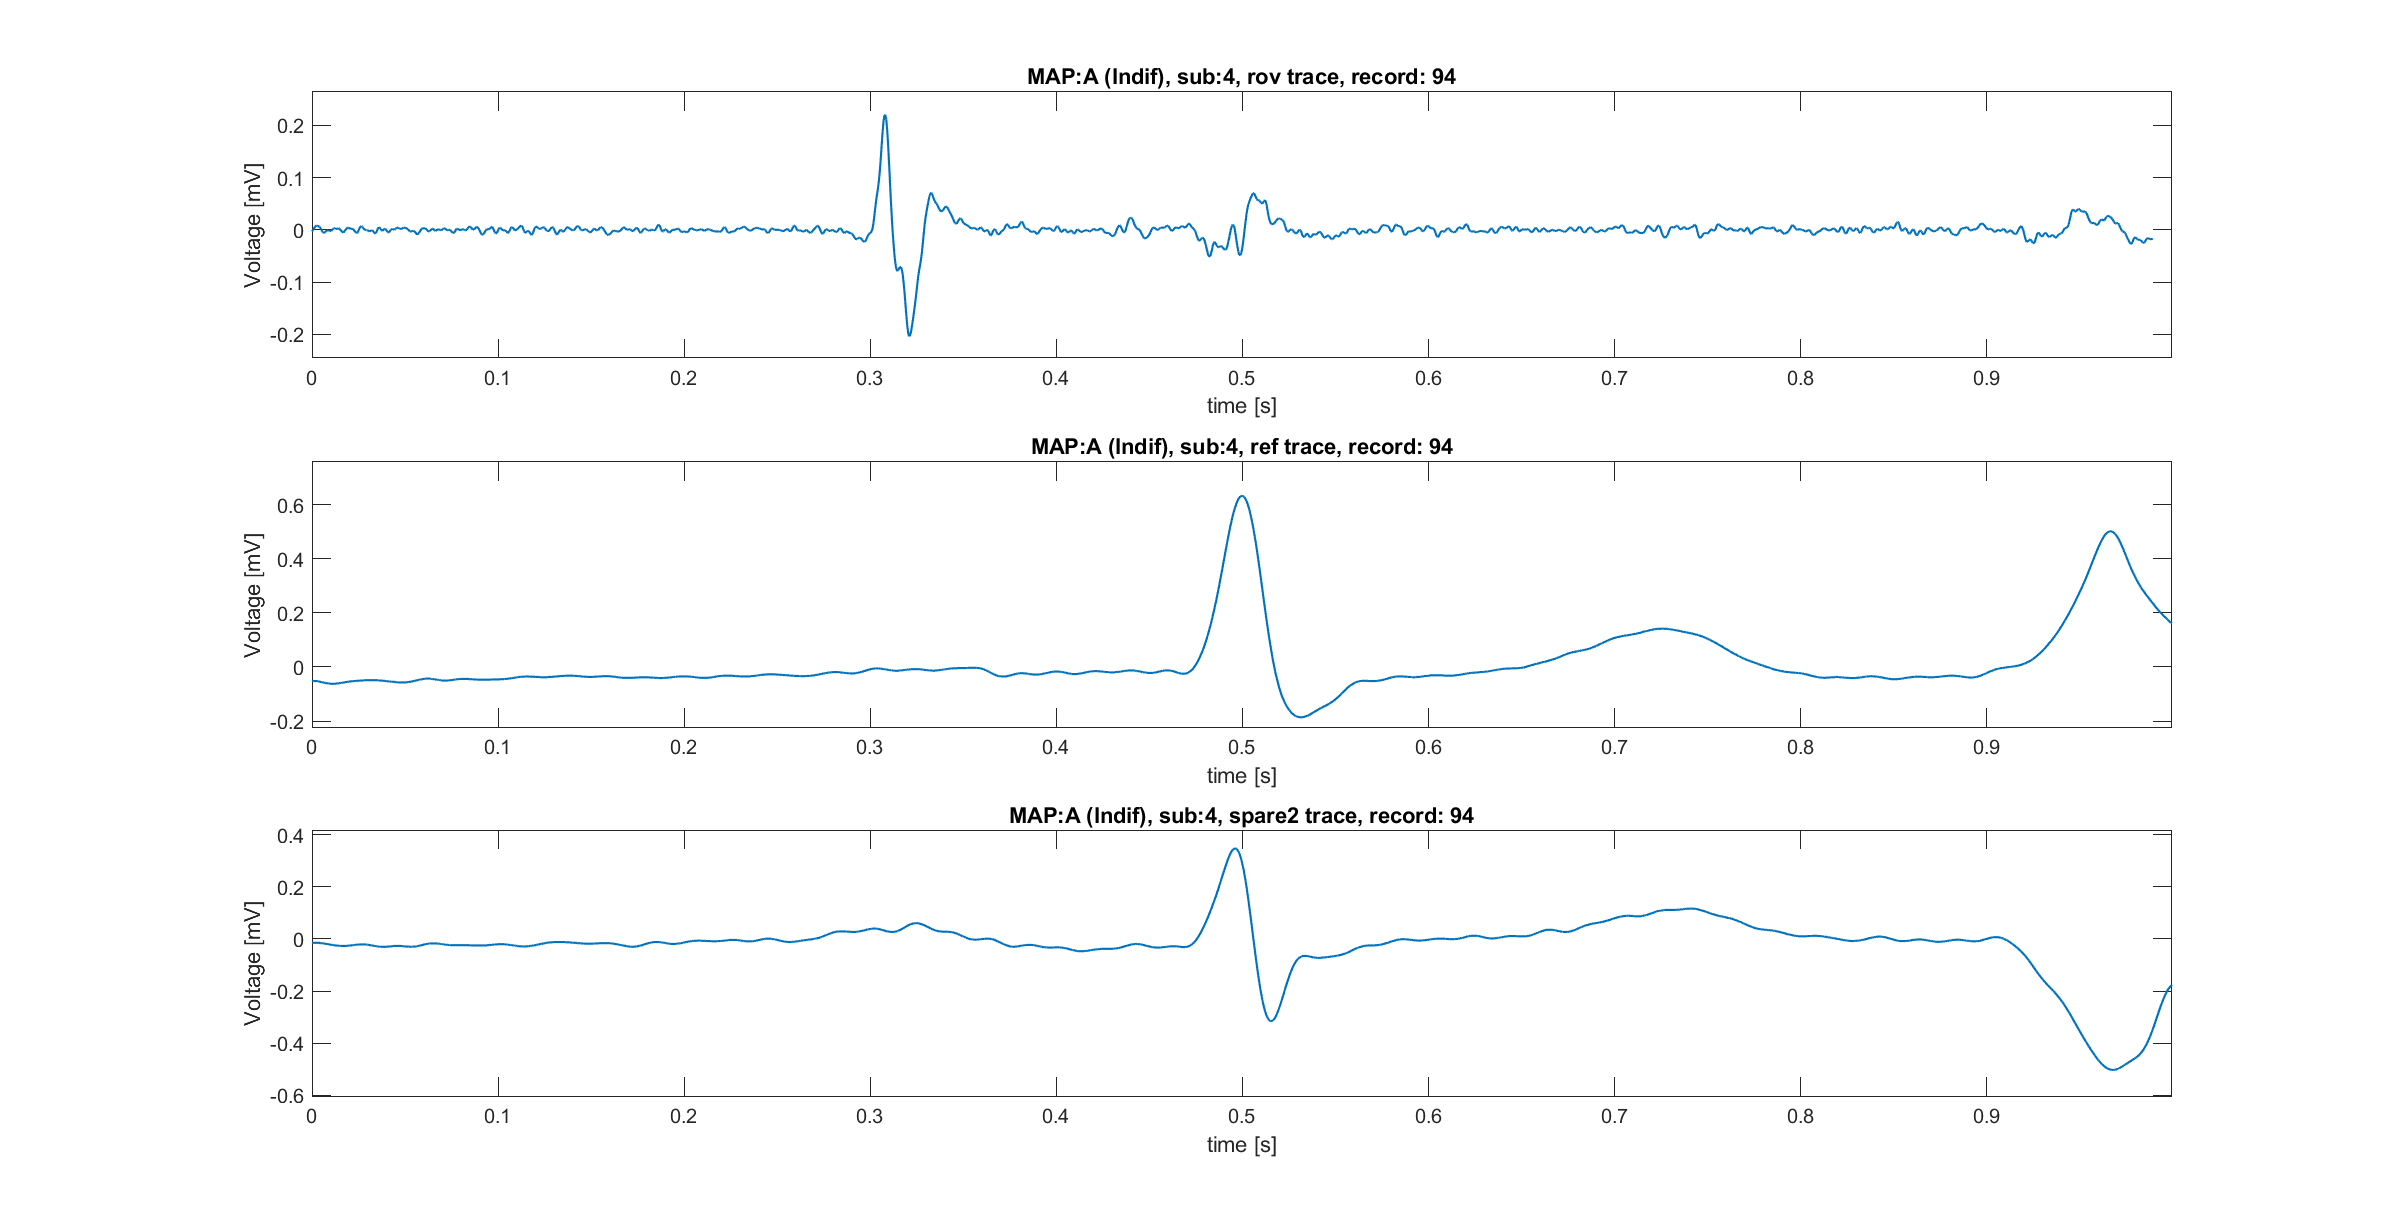 MAP:A (Indif), sub:4, rov trace, record: 94
Voltage [mV]
0.2
0.1
0
-0.1
-0.2
0 0.1 0.2 0.3 0.4 0.5 0.6 0.7 0.8 0.9
time [s]
MAP:A (Indif), sub:4, ref trace, record: 94
Voltage [mV]
0.6
0.4
0.2
0
-0.2
0 0.1 0.2 0.3 0.4 0.5 0.6 0.7 0.8 0.9
time [s]
MAP:A (Indif), sub:4, spare2 trace, record: 94
Voltage [mV]
0.4
0.2
0
-0.2
-0.4
-0.6
0 0.1 0.2 0.3 0.4 0.5 0.6 0.7 0.8 0.9
time [s]